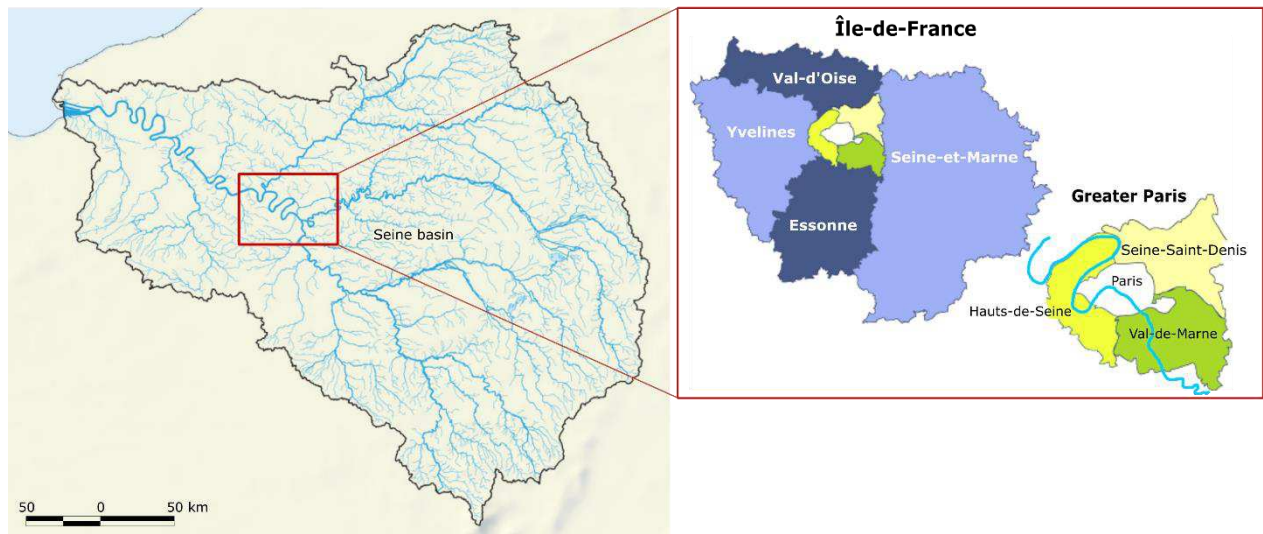 Seine basin
50 0 50 km
Île-de-France
Val-d'Oise
Yvelines
Seine-et-Marne
Essonne
Greater Paris
Seine-Saint-Denis
Paris
Hauts-de-Seine
Val-de-Marne